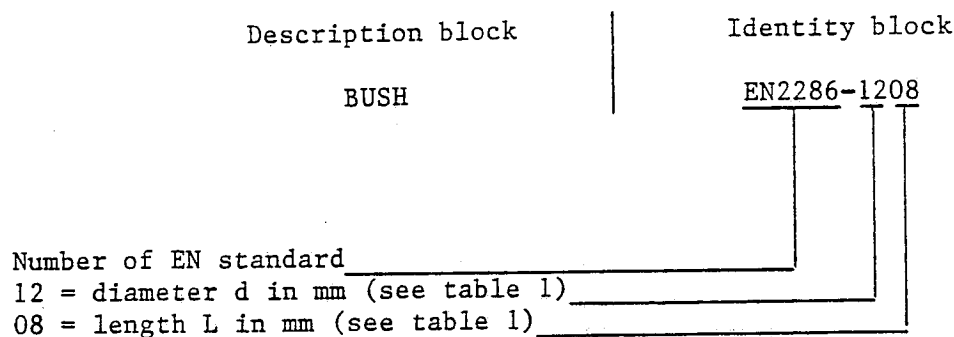 Description block Identity block
BUSH EN2286-1208
Number of EN standard
12 = diameter d in mm (see table 1)
08 = length L in mm (see table 1)